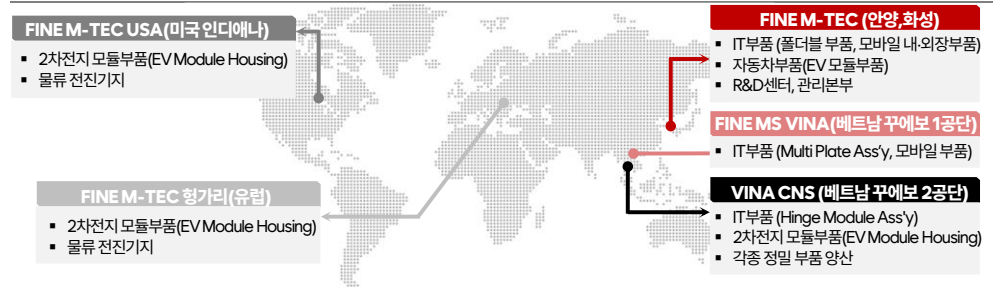 FINE M-TEC USA(미국 인디애나)
▪ 2차전지 모듈부품(EV Module Housing)
▪ 물류 전진기지
FINE M-TEC 헝가리(유럽)
▪ 2차전지 모듈부품(EV Module Housing)
▪ 물류 전진기지
FINE M-TEC (안양,화성)
▪ IT부품 (폴더블 부품, 모바일 내·외장부품)
▪ 자동차부품(EV 모듈부품)
▪ R&D센터, 관리본부
FINE MS VINA(베트남 꾸에보 1공단)
▪ IT부품 (Multi Plate Ass’y, 모바일 부품)
VINA CNS (베트남 꾸에보 2공단)
▪ IT부품 (Hinge Module Ass'y)
▪ 2차전지 모듈부품(EV Module Housing)
▪ 각종 정밀 부품 양산